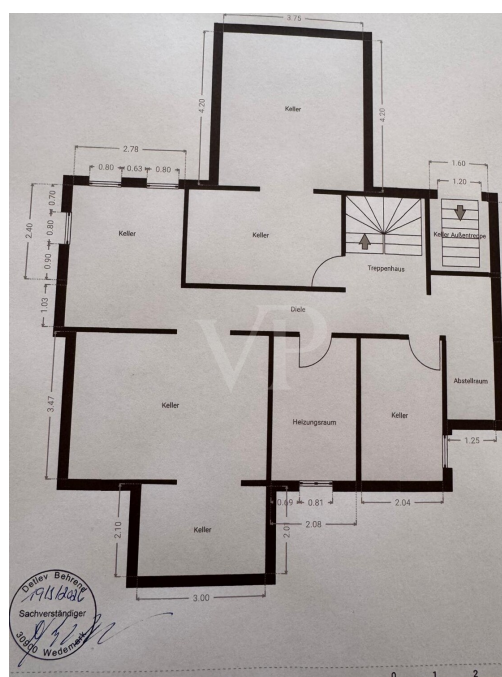 3.75
4.20
Keller
4.20
2.78
0.80 0.63 0.80
1.60
1.20
0.70
2.40
0.80
Keller
Keller
Keller Außentreppe
0.90
Treppenhaus
1.03
Diele
VP
3.47
Keller
Heizungsraum
Keller
Abstellraum
1.25
0.69 0.81
2.04
2.10
2.08
Keller
3.00
Detlev Behrend
Sachverständiger
30900 Wedemark
0 1 2